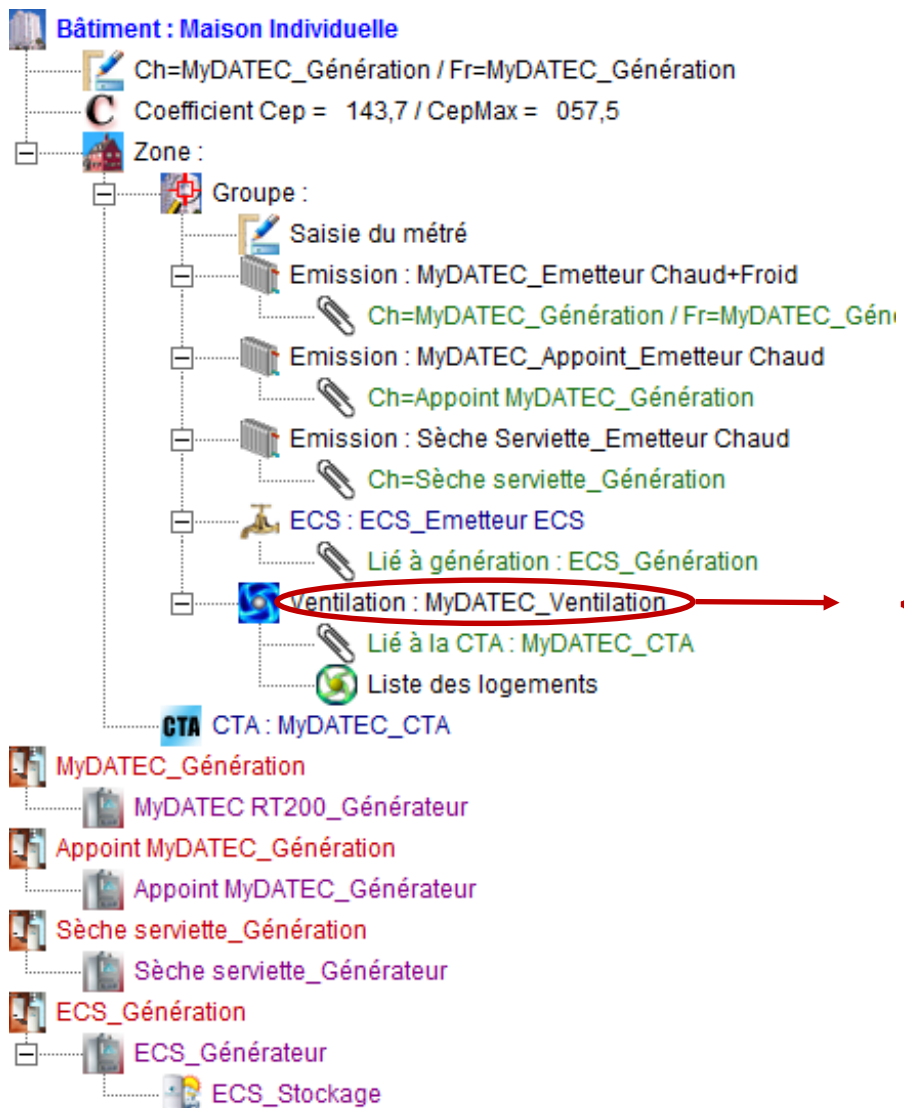 Bâtiment : Maison Individuelle
Ch=MyDATEC_Génération / Fr=MyDATEC_Génération
C Coefficient Cep = 143,7 / CepMax = 057,5
Zone :
Groupe :
Saisie du métré
Emission : MyDATEC_Emetteur Chaud+Froid
Ch=MyDATEC_Génération / Fr=MyDATEC_Gén
Emission : MyDATEC_Appoint_Emetteur Chaud
Ch=Appoint MyDATEC_Génération
Emission : Sèche Serviette_Emetteur Chaud
Ch=Sèche serviette_Génération
ECS : ECS_Emetteur ECS
Lié à génération : ECS_Génération
Ventilation : MyDATEC_Ventilation
Lié à la CTA : MyDATEC_CTA
Liste des logements
CTA CTA : MyDATEC_CTA
MyDATEC_Génération
MyDATEC RT200_Générateur
Appoint MyDATEC_Génération
Appoint MyDATEC_Générateur
Sèche serviette_Génération
Sèche serviette_Générateur
ECS_Génération
ECS_Générateur
ECS_Stockage